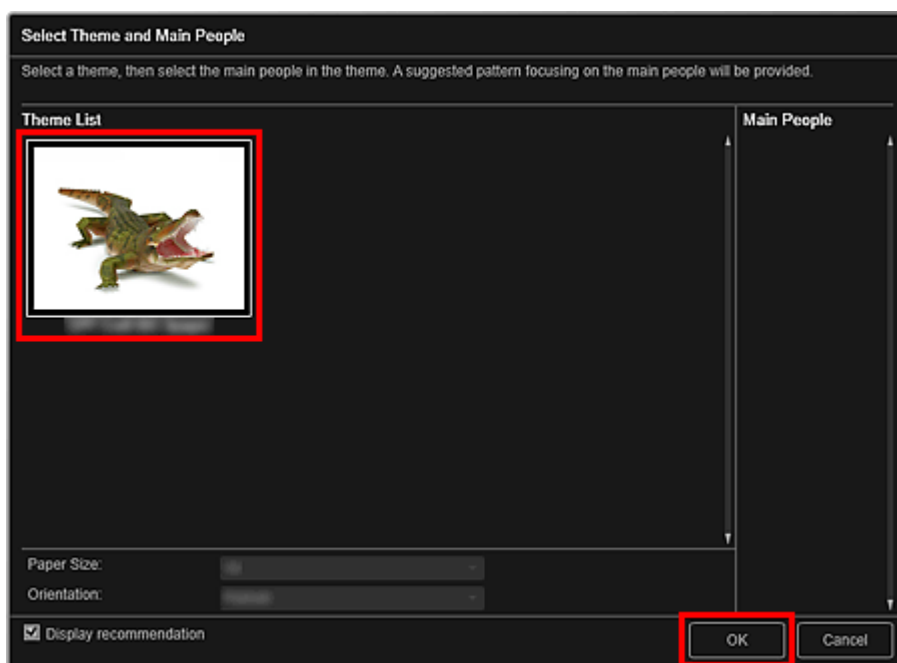 Select Theme and Main People
Select a theme, then select the main people in the theme. A suggested pattern focusing on the main people will be provided.
Theme List
Main People
Paper Size:
Orientation:
Display recommendation
OK
Cancel